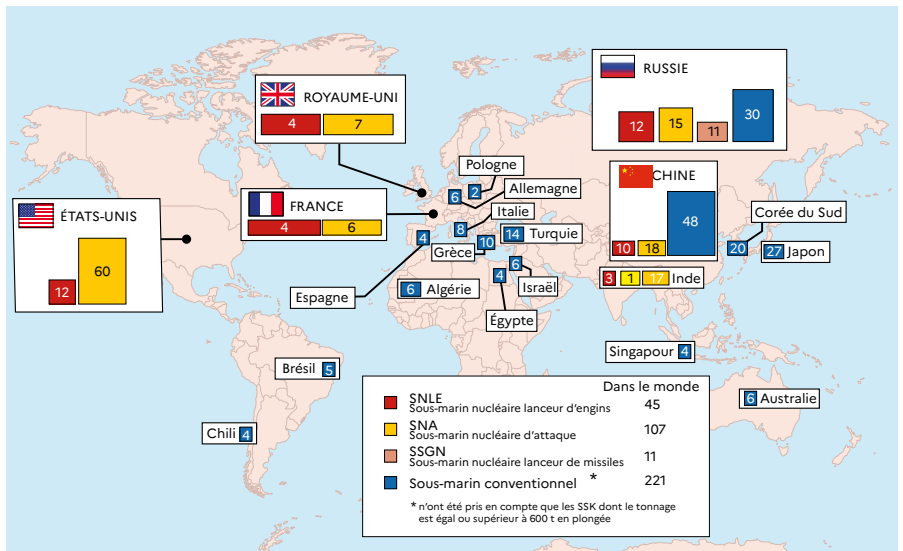 ROYAUME-UNI
4 7
RUSSIE
12 15 11 30
ÉTATS-UNIS
12 60
FRANCE
4 6
Pologne
2
6
Allemagne
Italie
8
14 Turquie
10
Grèce
4
Espagne
6 Algérie
4
Égypte
6
Israël
CHINE
10 18 48
3 1 17 Inde
Corée du Sud
20
27 Japon
Singapour 4
Brésil 5
Chili 4
6 Australie
Dans le monde
SNLE
Sous-marin nucléaire lanceur d'engins 45
SNA
Sous-marin nucléaire d'attaque 107
SSGN
Sous-marin nucléaire lanceur de missiles 11
Sous-marin conventionnel * 221
* n'ont été pris en compte que les SSK dont le tonnage
est égal ou supérieur à 600 t en plongée